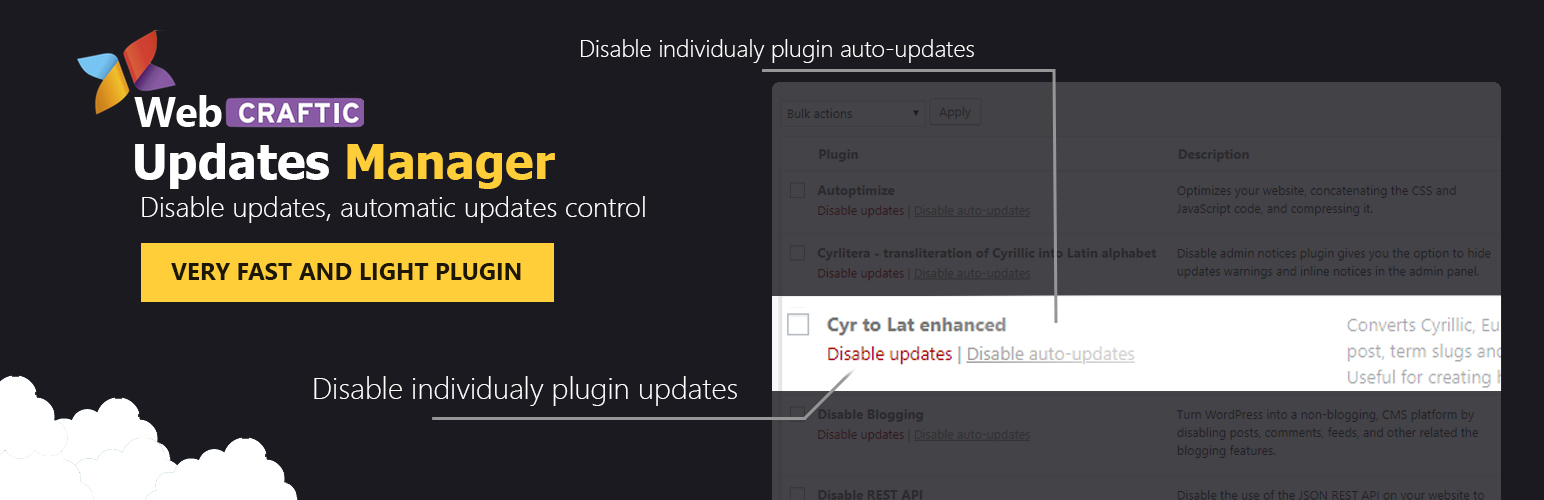 Disable individualy plugin auto-updates
Web CRAFTIC
Updates Manager
Disable updates, automatic updates control
VERY FAST AND LIGHT PLUGIN
Disable individualy plugin updates
Bulk actions ▾ Apply
Plugin Description
Autoptimize
Disable updates | Disable auto-updates
Optimizes your website, concatenating the CSS and
JavaScript code, and compressing it.
Cyrlitera - transliteration of Cyrillic into Latin alphabet
Disable updates | Disable auto-updates
Disable admin notices plugin gives you the option to hide
updates warnings and inline notices in the admin panel.
Cyr to Lat enhanced
Disable updates | Disable auto-updates
Converts Cyrillic, Eu
post, term slugs and
Useful for creating
Disable Blogging
Disable updates | Disable auto-updates
Turn WordPress into a non-blogging, CMS platform by
disabling posts, comments, feeds, and other related the
blogging features.
Disable REST API
Disable the use of the JSON REST API on your website to